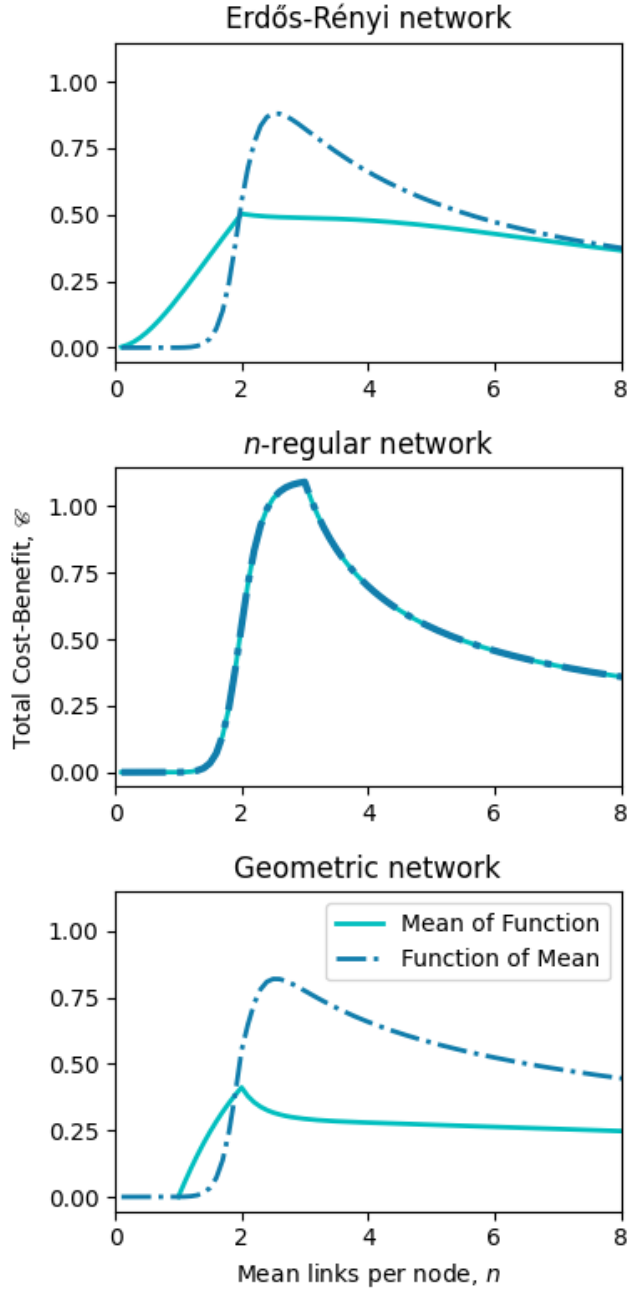 Erdős-Rényi network
1.00
0.75
0.50
0.25
0.00
0 2 4 6 8
n-regular network
Total Cost-Benefit, 𝒞
1.00
0.75
0.50
0.25
0.00
0 2 4 6 8
Geometric network
Mean of Function
Function of Mean
1.00
0.75
0.50
0.25
0.00
0 2 4 6 8
Mean links per node, n